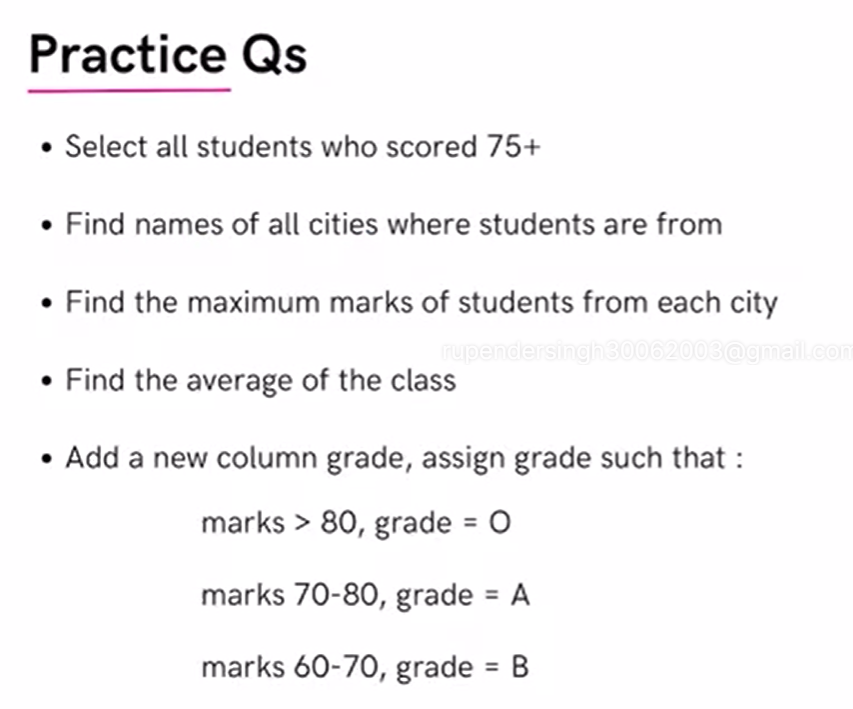 Practice Qs
• Select all students who scored 75+
• Find names of all cities where students are from
• Find the maximum marks of students from each city
rupendersingh30062003@gmail.com
• Find the average of the class
• Add a new column grade, assign grade such that :
marks > 80, grade = O
marks 70-80, grade = A
marks 60-70, grade = B